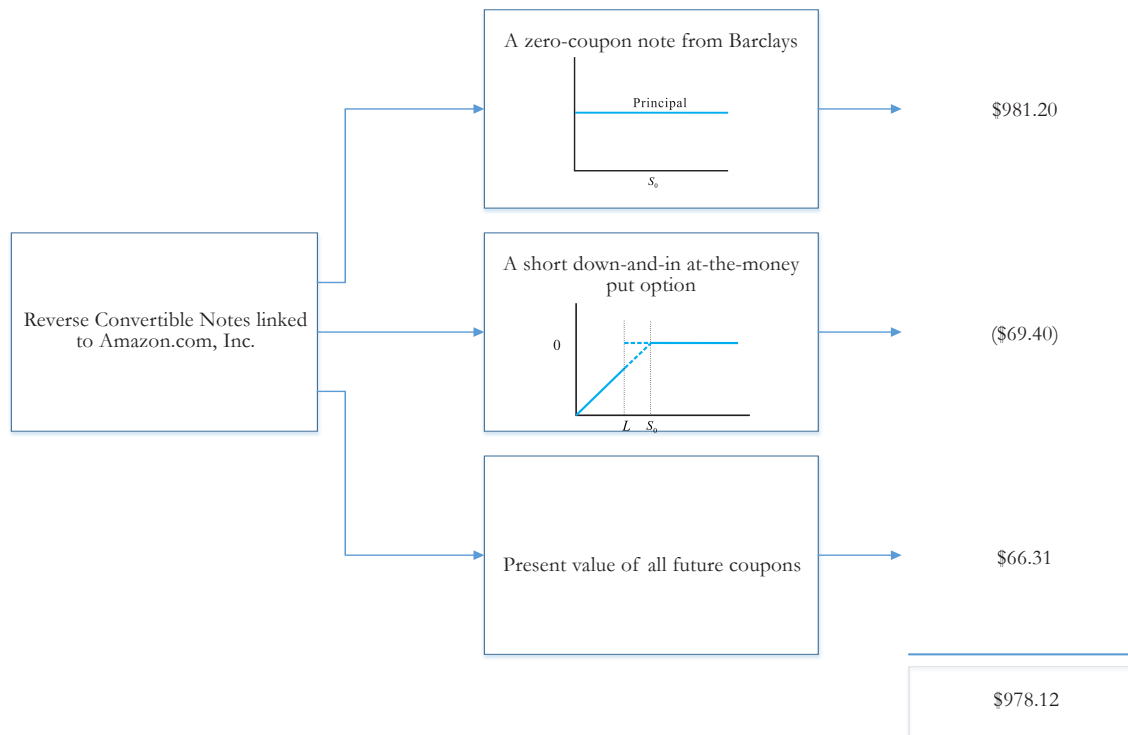 A zero-coupon note from Barclays
Principal
S₀
$981.20
Reverse Convertible Notes linked
to Amazon.com, Inc.
A short down-and-in at-the-money
put option
0
L S₀
($69.40)
Present value of all future coupons
$66.31
$978.12